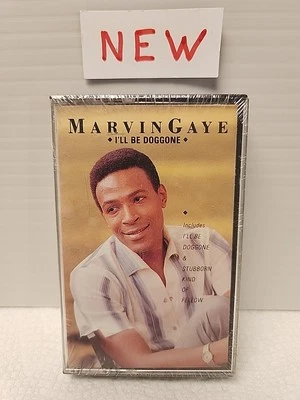 NEW
MARVIN GAYE
◆ I'LL BE DOGGONE ◆
Includes
I'LL BE
DOGGONE
&
STUBBORN
KIND
OF
FELLOW